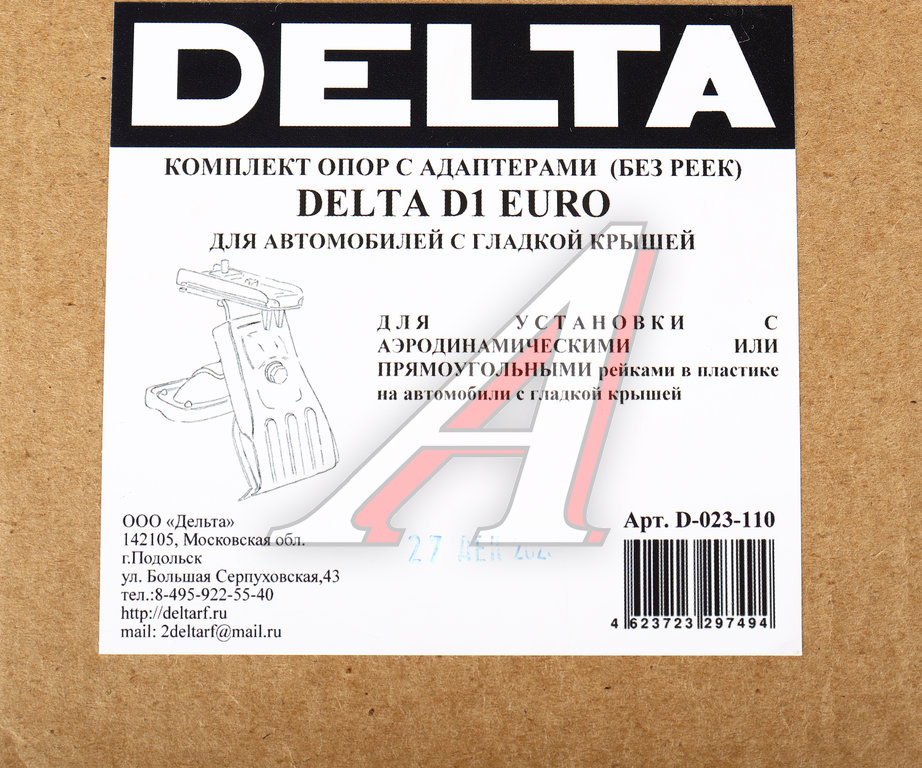 DELTA
КОМПЛЕКТ ОПОР С АДАПТЕРАМИ (БЕЗ РЕЕК)
DELTA D1 EURO
ДЛЯ АВТОМОБИЛЕЙ С ГЛАДКОЙ КРЫШЕЙ
ДЛЯ УСТАНОВКИ С
АЭРОДИНАМИЧЕСКИМИ ИЛИ
ПРЯМОУГОЛЬНЫМИ рейками в пластике
на автомобили с гладкой крышей
ООО «Дельта»
142105, Московская обл.
г.Подольск
ул. Большая Серпуховская,43
тел.:8-495-922-55-40
http://deltarf.ru
mail: 2deltarf@mail.ru
27
Арт. D-023-110
4 623723 297494